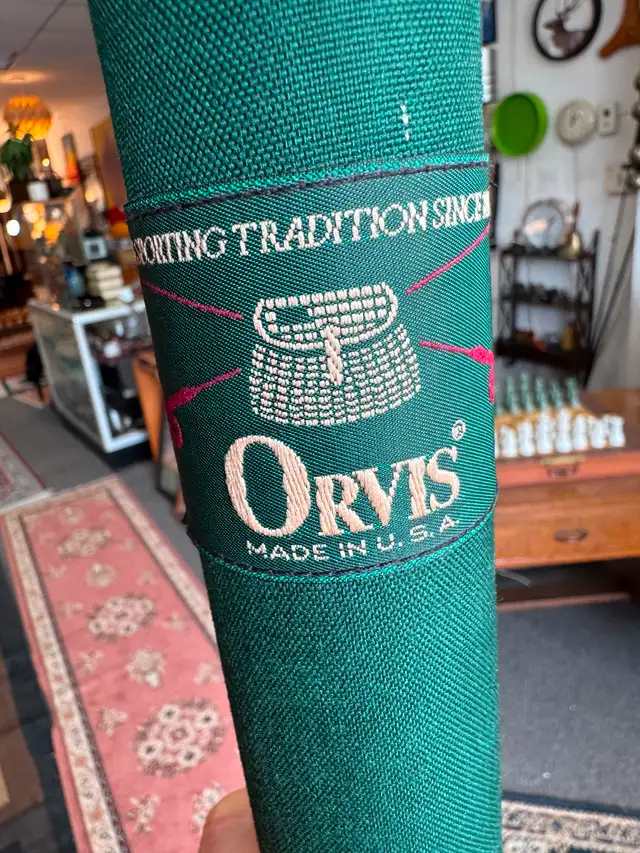 PORTING TRADITION SINCE
ORVIS®
MADE IN U.S.A.